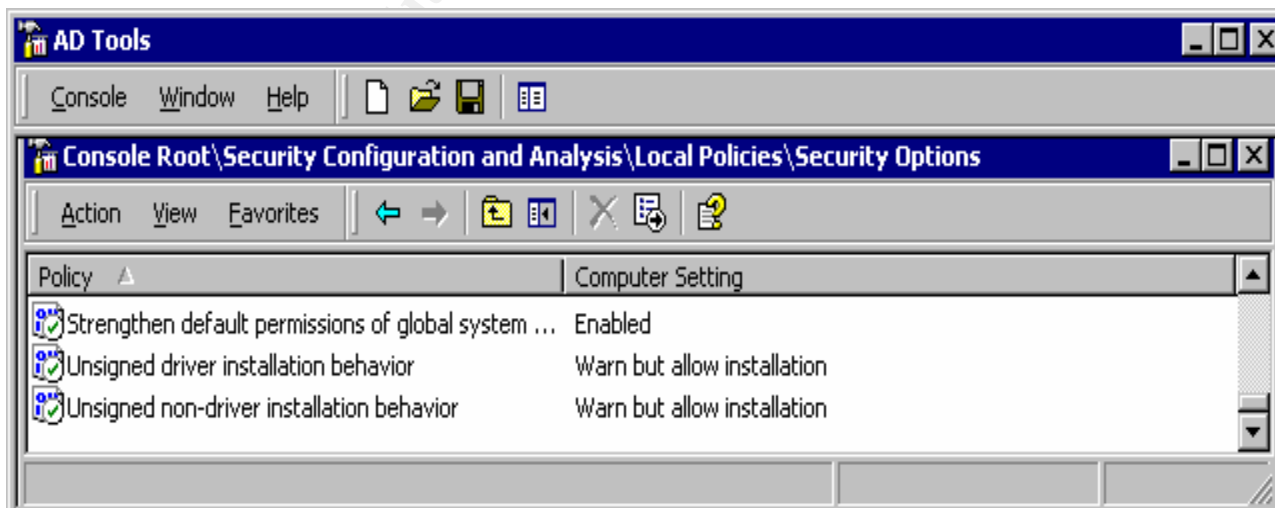 AD Tools
Console Window Help
Console Root\Security Configuration and Analysis\Local Policies\Security Options
Action View Favorites
Policy Computer Setting
Strengthen default permissions of global system ... Enabled
Unsigned driver installation behavior Warn but allow installation
Unsigned non-driver installation behavior Warn but allow installation